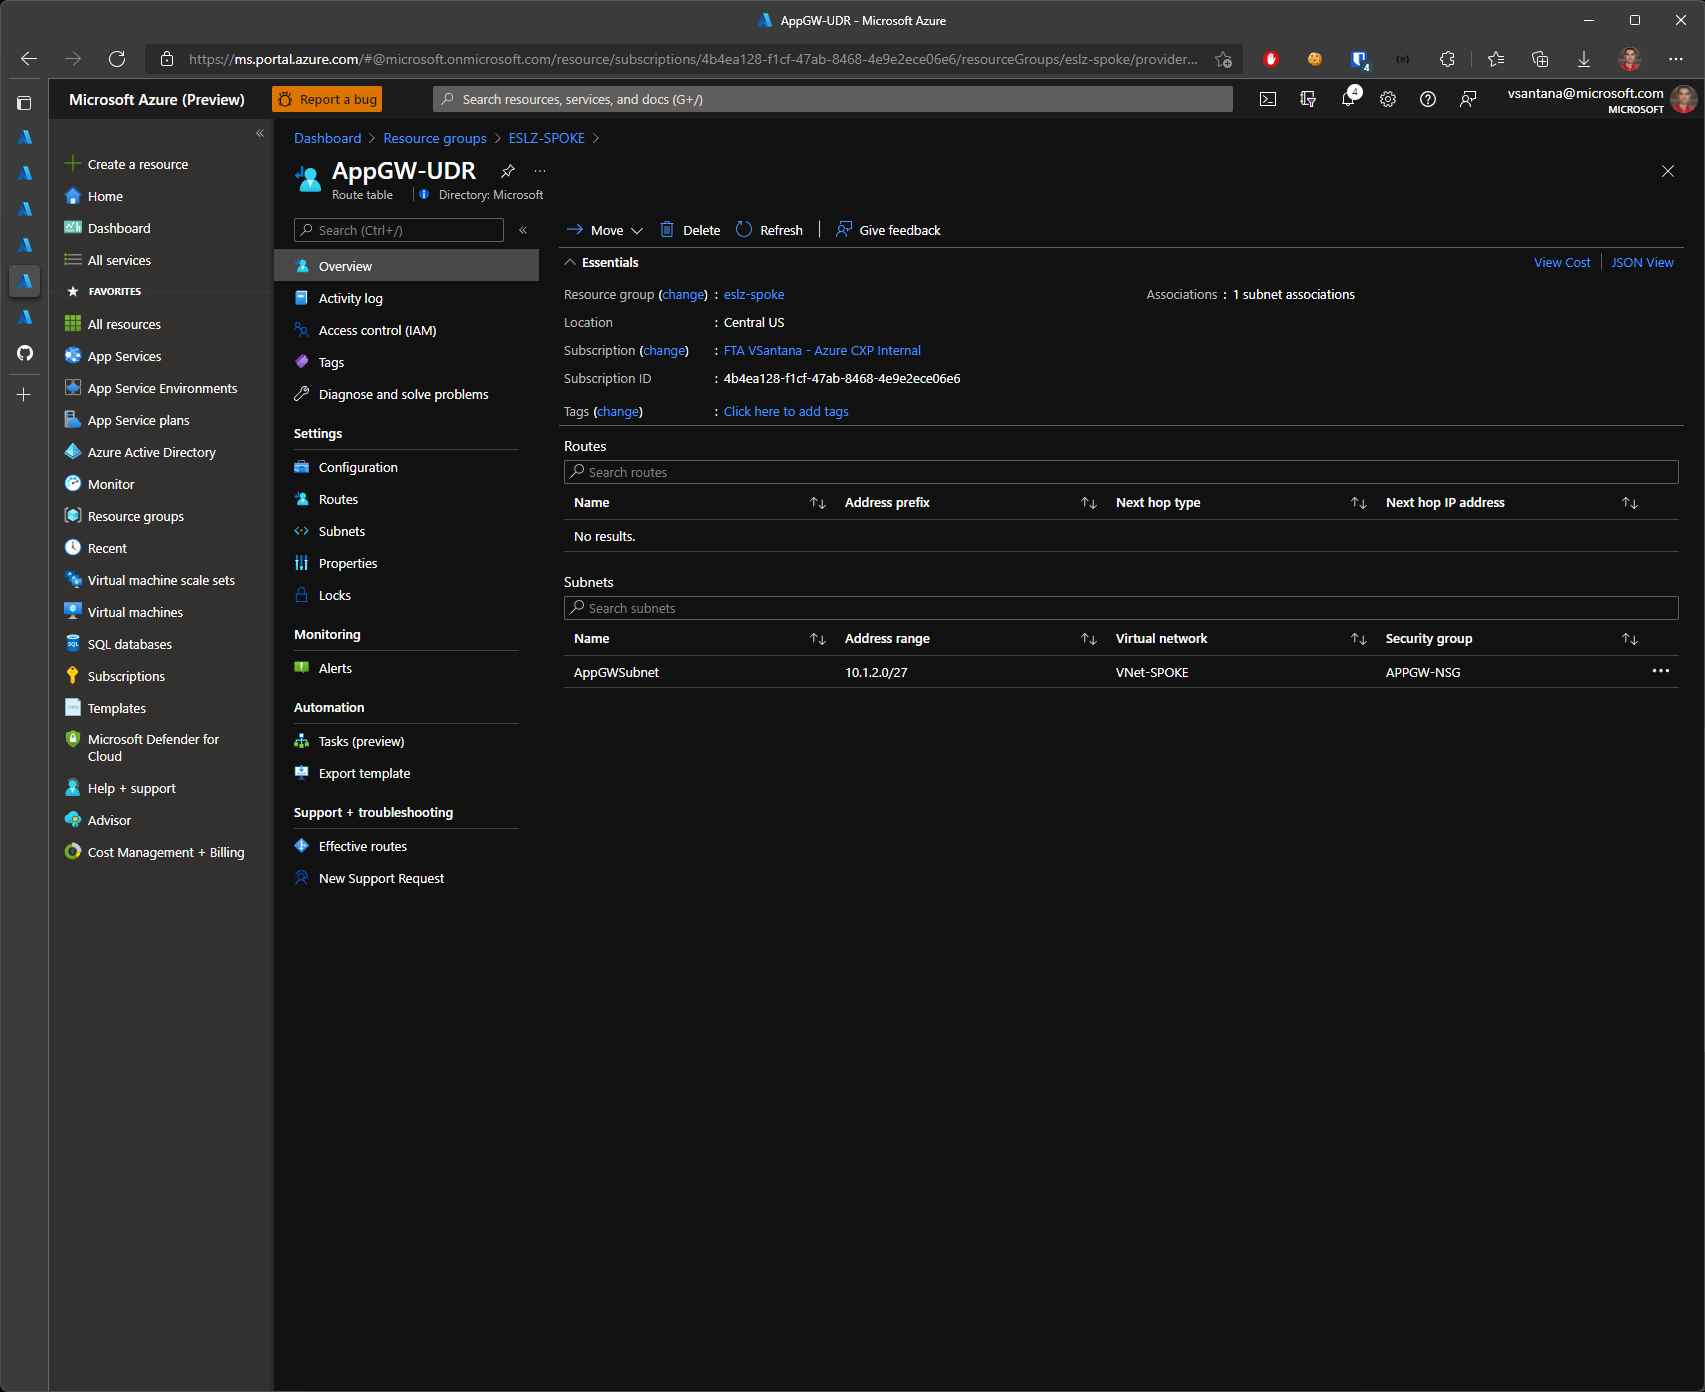 AppGW-UDR - Microsoft Azure
https://ms.portal.azure.com/#@microsoft.onmicrosoft.com/resource/subscriptions/4b4ea128-f1cf-47ab-8468-4e9e2ece06e6/resourceGroups/eslz-spoke/provider...
4
Microsoft Azure (Preview)
Report a bug
Search resources, services, and docs (G+/)
4
vsantana@microsoft.com
MICROSOFT
Create a resource
Home
Dashboard
All services
FAVORITES
All resources
App Services
App Service Environments
App Service plans
Azure Active Directory
Monitor
Resource groups
Recent
Virtual machine scale sets
Virtual machines
SQL databases
Subscriptions
Templates
Microsoft Defender for
Cloud
Help + support
Advisor
Cost Management + Billing
Dashboard > Resource groups > ESLZ-SPOKE >
AppGW-UDR
Route table | Directory: Microsoft
Search (Ctrl+/)
Overview
Activity log
Access control (IAM)
Tags
Diagnose and solve problems
Settings
Configuration
Routes
Subnets
Properties
Locks
Monitoring
Alerts
Automation
Tasks (preview)
Export template
Support + troubleshooting
Effective routes
New Support Request
Move Delete Refresh | Give feedback
Essentials
View Cost | JSON View
Resource group (change) : eslz-spoke
Associations : 1 subnet associations
Location : Central US
Subscription (change) : FTA VSantana - Azure CXP Internal
Subscription ID : 4b4ea128-f1cf-47ab-8468-4e9e2ece06e6
Tags (change) : Click here to add tags
Routes
Search routes
Name Address prefix Next hop type Next hop IP address
No results.
Subnets
Search subnets
Name Address range Virtual network Security group
AppGWSubnet 10.1.2.0/27 VNet-SPOKE APPGW-NSG